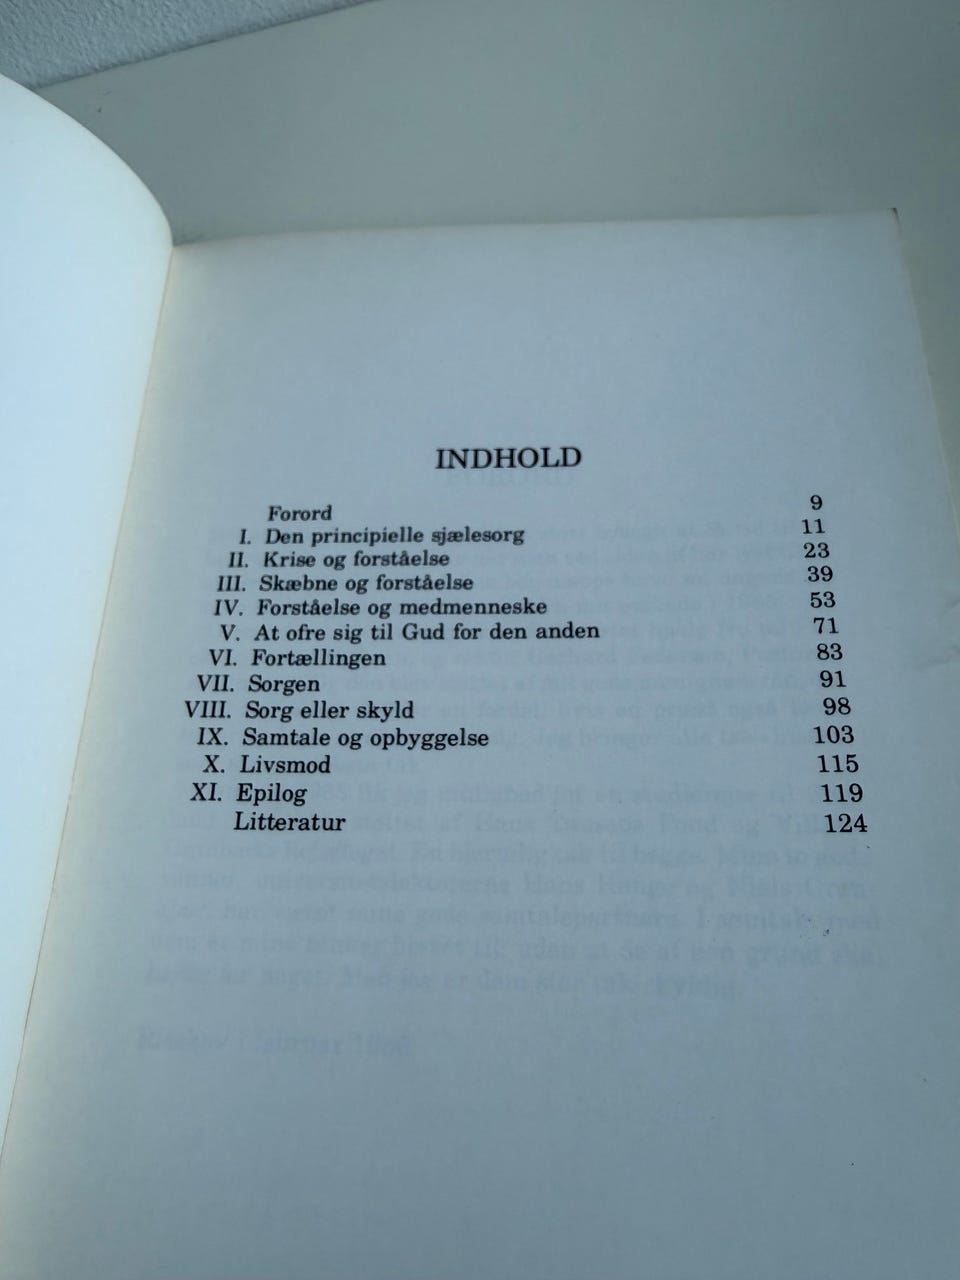 INDHOLD
Forord 9
I. Den principielle sjælesorg 11
II. Krise og forståelse 23
III. Skæbne og forståelse 39
IV. Forståelse og medmenneske 53
V. At ofre sig til Gud for den anden 71
VI. Fortællingen 83
VII. Sorgen 91
VIII. Sorg eller skyld 98
IX. Samtale og opbyggelse 103
X. Livsmod 115
XI. Epilog 119
Litteratur 124